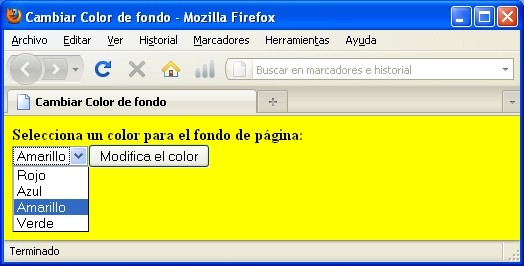 Cambiar Color de fondo - Mozilla Firefox
Archivo Editar Ver Historial Marcadores Herramientas Ayuda
Buscar en marcadores e historial
Cambiar Color de fondo
Selecciona un color para el fondo de página:
Amarillo Modifica el color
Rojo
Azul
Amarillo
Verde
Terminado